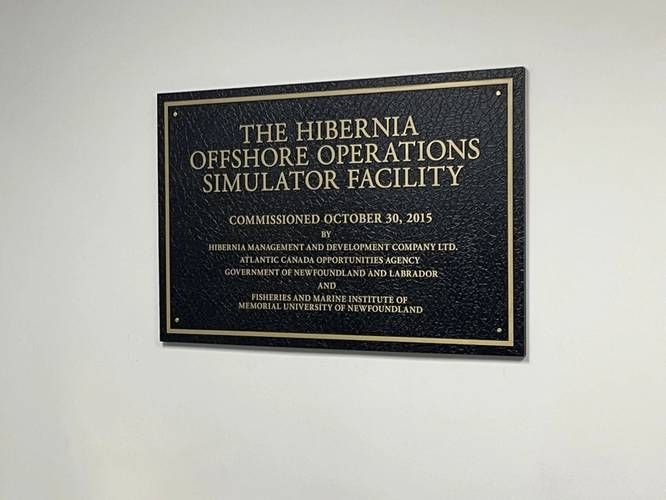 THE HIBERNIA
OFFSHORE OPERATIONS
SIMULATOR FACILITY
COMMISSIONED OCTOBER 30, 2015
BY
HIBERNIA MANAGEMENT AND DEVELOPMENT COMPANY LTD.
ATLANTIC CANADA OPPORTUNITIES AGENCY
GOVERNMENT OF NEWFOUNDLAND AND LABRADOR
AND
FISHERIES AND MARINE INSTITUTE OF
MEMORIAL UNIVERSITY OF NEWFOUNDLAND